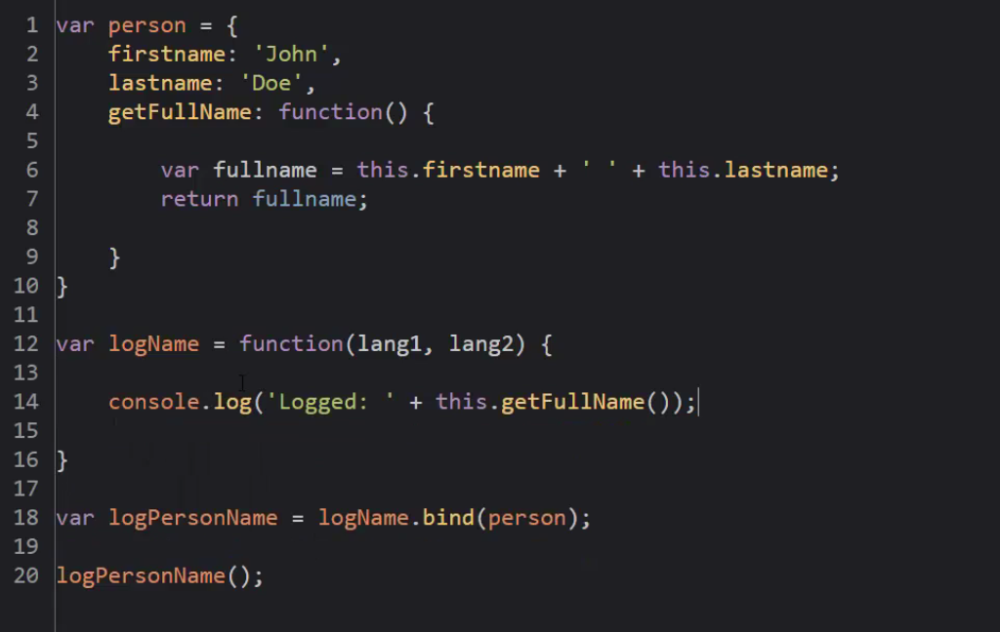 1 var person = {
2     firstname: 'John',
3     lastname: 'Doe',
4     getFullName: function() {
5
6         var fullname = this.firstname + ' ' + this.lastname;
7         return fullname;
8
9     }
10 }
11
12 var logName = function(lang1, lang2) {
13
14     console.log('Logged: ' + this.getFullName());
15
16 }
17
18 var logPersonName = logName.bind(person);
19
20 logPersonName();